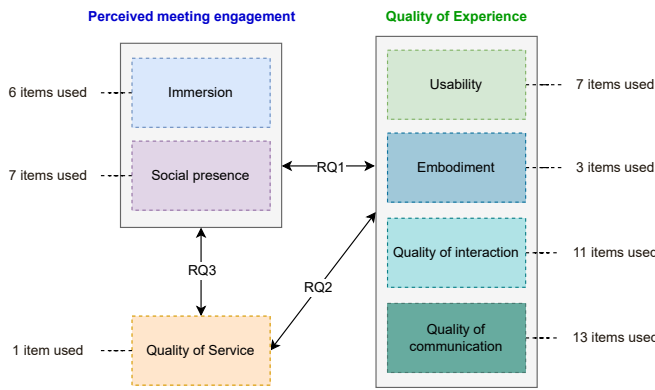 Perceived meeting engagement
Quality of Experience
6 items used
Immersion
7 items used
Social presence
RQ1
RQ3
RQ2
1 item used
Quality of Service
Usability
7 items used
Embodiment
3 items used
Quality of interaction
11 items used
Quality of
communication
13 items used